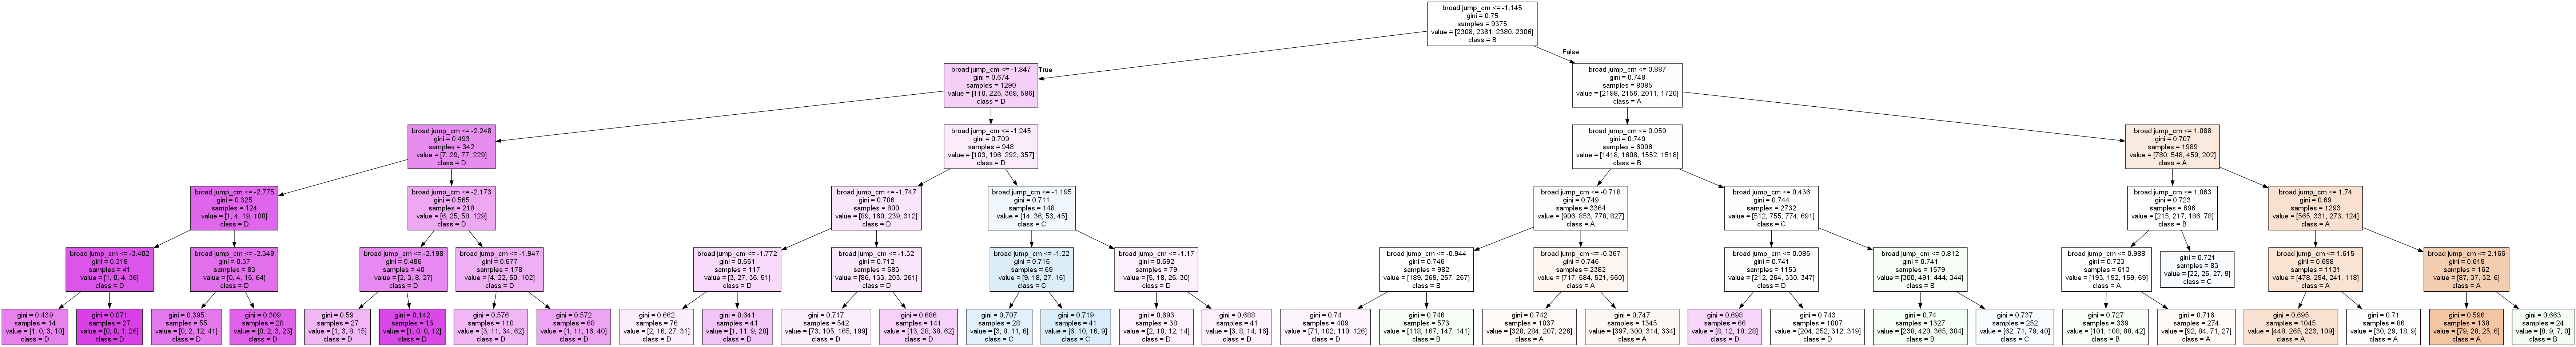 broad jump_cm <= -1.145
gini = 0.75
samples = 9375
value = [2308, 2381, 2380, 2306]
class = B
True
False
broad jump_cm <= -1.847
gini = 0.674
samples = 1290
value = [110, 225, 369, 586]
class = D
broad jump_cm <= 0.887
gini = 0.748
samples = 8085
value = [2198, 2156, 2011, 1720]
class = A
broad jump_cm <= -2.248
gini = 0.493
samples = 342
value = [7, 29, 77, 229]
class = D
broad jump_cm <= -1.245
gini = 0.709
samples = 948
value = [103, 196, 292, 357]
class = D
broad jump_cm <= 0.059
gini = 0.749
samples = 6096
value = [1418, 1608, 1552, 1518]
class = B
broad jump_cm <= 1.088
gini = 0.707
samples = 1989
value = [780, 548, 459, 202]
class = A
broad jump_cm <= -2.775
gini = 0.325
samples = 124
value = [1, 4, 19, 100]
class = D
broad jump_cm <= -2.173
gini = 0.565
samples = 218
value = [6, 25, 58, 129]
class = D
broad jump_cm <= -1.747
gini = 0.706
samples = 800
value = [89, 160, 239, 312]
class = D
broad jump_cm <= -1.195
gini = 0.711
samples = 148
value = [14, 36, 53, 45]
class = C
broad jump_cm <= -0.718
gini = 0.749
samples = 3364
value = [906, 853, 778, 827]
class = A
broad jump_cm <= 0.436
gini = 0.744
samples = 2732
value = [512, 755, 774, 691]
class = C
broad jump_cm <= 1.063
gini = 0.723
samples = 696
value = [215, 217, 186, 78]
class = B
broad jump_cm <= 1.74
gini = 0.69
samples = 1293
value = [565, 331, 273, 124]
class = A
broad jump_cm <= -3.402
gini = 0.219
samples = 41
value = [1, 0, 4, 36]
class = D
broad jump_cm <= -2.349
gini = 0.37
samples = 83
value = [0, 4, 15, 64]
class = D
broad jump_cm <= -2.198
gini = 0.496
samples = 40
value = [2, 3, 8, 27]
class = D
broad jump_cm <= -1.947
gini = 0.577
samples = 178
value = [4, 22, 50, 102]
class = D
broad jump_cm <= -1.772
gini = 0.661
samples = 117
value = [3, 27, 36, 51]
class = D
broad jump_cm <= -1.32
gini = 0.712
samples = 683
value = [86, 133, 203, 261]
class = D
broad jump_cm <= -1.22
gini = 0.715
samples = 69
value = [9, 18, 27, 15]
class = C
broad jump_cm <= -1.17
gini = 0.692
samples = 79
value = [5, 18, 26, 30]
class = D
broad jump_cm <= -0.944
gini = 0.746
samples = 982
value = [189, 269, 257, 267]
class = B
broad jump_cm <= -0.367
gini = 0.746
samples = 2382
value = [717, 584, 521, 560]
class = A
broad jump_cm <= 0.085
gini = 0.741
samples = 1153
value = [212, 264, 330, 347]
class = D
broad jump_cm <= 0.812
gini = 0.741
samples = 1579
value = [300, 491, 444, 344]
class = B
broad jump_cm <= 0.988
gini = 0.723
samples = 613
value = [193, 192, 159, 69]
class = A
gini = 0.721
samples = 83
value = [22, 25, 27, 9]
class = C
broad jump_cm <= 1.615
gini = 0.698
samples = 1131
value = [478, 294, 241, 118]
class = A
broad jump_cm <= 2.166
gini = 0.619
samples = 162
value = [87, 37, 32, 6]
class = A
gini = 0.439
samples = 14
value = [1, 0, 3, 10]
class = D
gini = 0.071
samples = 27
value = [0, 0, 1, 26]
class = D
gini = 0.395
samples = 55
value = [0, 2, 12, 41]
class = D
gini = 0.309
samples = 28
value = [0, 2, 3, 23]
class = D
gini = 0.59
samples = 27
value = [1, 3, 8, 15]
class = D
gini = 0.142
samples = 13
value = [1, 0, 0, 12]
class = D
gini = 0.576
samples = 110
value = [3, 11, 34, 62]
class = D
gini = 0.572
samples = 68
value = [1, 11, 16, 40]
class = D
gini = 0.662
samples = 76
value = [2, 16, 27, 31]
class = D
gini = 0.641
samples = 41
value = [1, 11, 9, 20]
class = D
gini = 0.717
samples = 542
value = [73, 105, 165, 199]
class = D
gini = 0.686
samples = 141
value = [13, 28, 38, 62]
class = D
gini = 0.707
samples = 28
value = [3, 8, 11, 6]
class = C
gini = 0.719
samples = 41
value = [6, 10, 16, 9]
class = C
gini = 0.693
samples = 38
value = [2, 10, 12, 14]
class = D
gini = 0.688
samples = 41
value = [3, 8, 14, 16]
class = D
gini = 0.74
samples = 409
value = [71, 102, 110, 126]
class = D
gini = 0.746
samples = 573
value = [118, 167, 147, 141]
class = B
gini = 0.742
samples = 1037
value = [320, 284, 207, 226]
class = A
gini = 0.747
samples = 1345
value = [397, 300, 314, 334]
class = A
gini = 0.698
samples = 66
value = [8, 12, 18, 28]
class = D
gini = 0.743
samples = 1087
value = [204, 252, 312, 319]
class = D
gini = 0.74
samples = 1327
value = [238, 420, 365, 304]
class = B
gini = 0.737
samples = 252
value = [62, 71, 79, 40]
class = C
gini = 0.727
samples = 339
value = [101, 108, 88, 42]
class = B
gini = 0.716
samples = 274
value = [92, 84, 71, 27]
class = A
gini = 0.695
samples = 1045
value = [448, 265, 223, 109]
class = A
gini = 0.71
samples = 86
value = [30, 29, 18, 9]
class = A
gini = 0.596
samples = 138
value = [79, 28, 25, 6]
class = A
gini = 0.663
samples = 24
value = [8, 9, 7, 0]
class = B